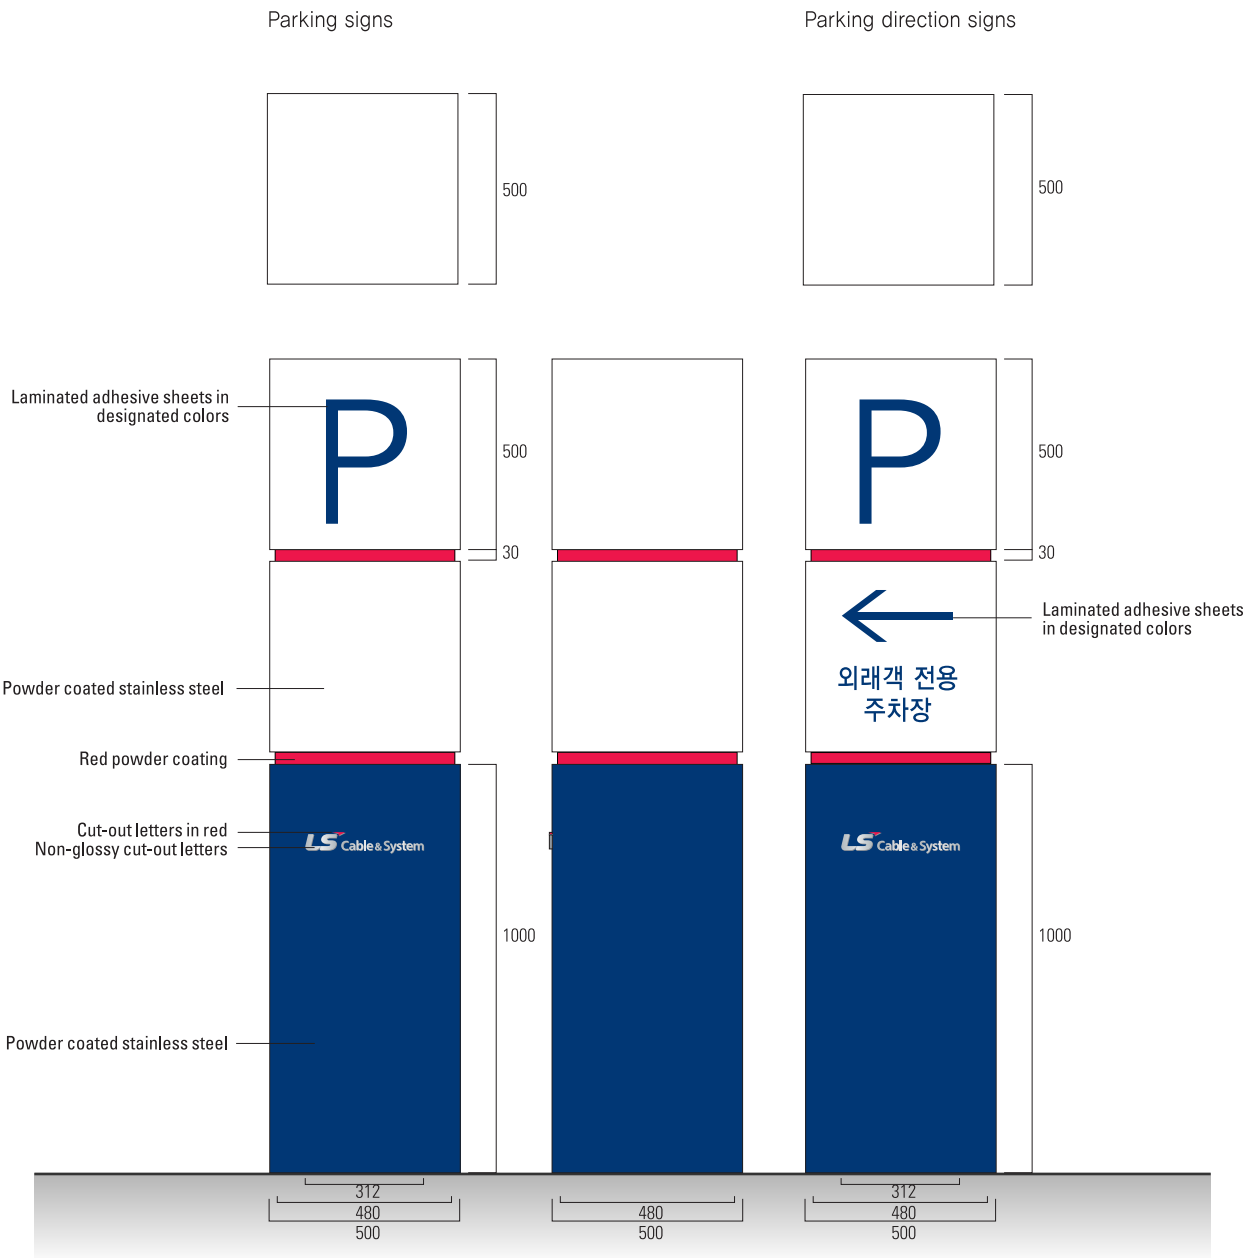 Parking signs
Parking direction signs
500
500
Laminated adhesive sheets in
designated colors
P
500
P
500
30
30
Laminated adhesive sheets
in designated colors
외래객 전용
주차장
Powder coated stainless steel
Red powder coating
Cut-out letters in red
Non-glossy cut-out letters
LS Cable & System
LS Cable & System
1000
1000
Powder coated stainless steel
312
480
500
480
500
312
480
500